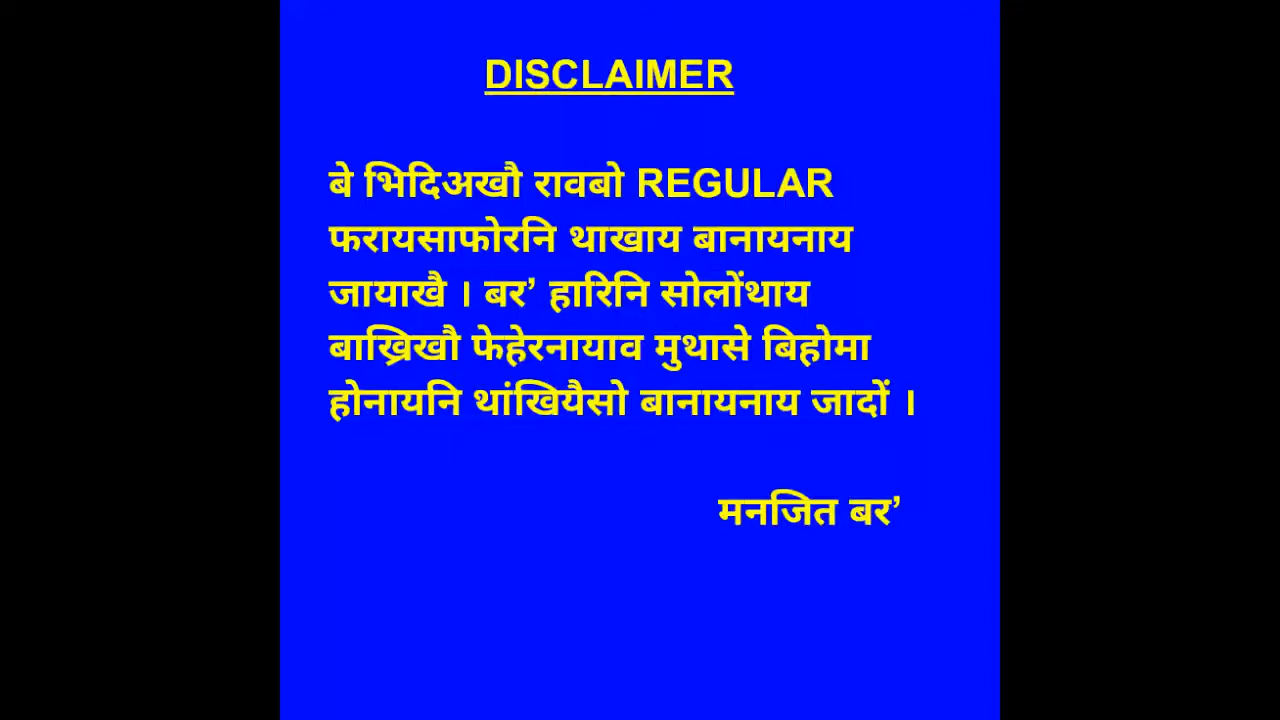 DISCLAIMER
बे भिदिअखौ रावबो REGULAR
फरायसाफोरनि थाखाय बानायनाय
जायाखै । बर’ हारिनि सोलोंथाय
बाख्रिखौ फेहेरनायाव मुथासे बिहोमा
होनायनि थांखियैसो बानायनाय जादों ।
मनजित बर’